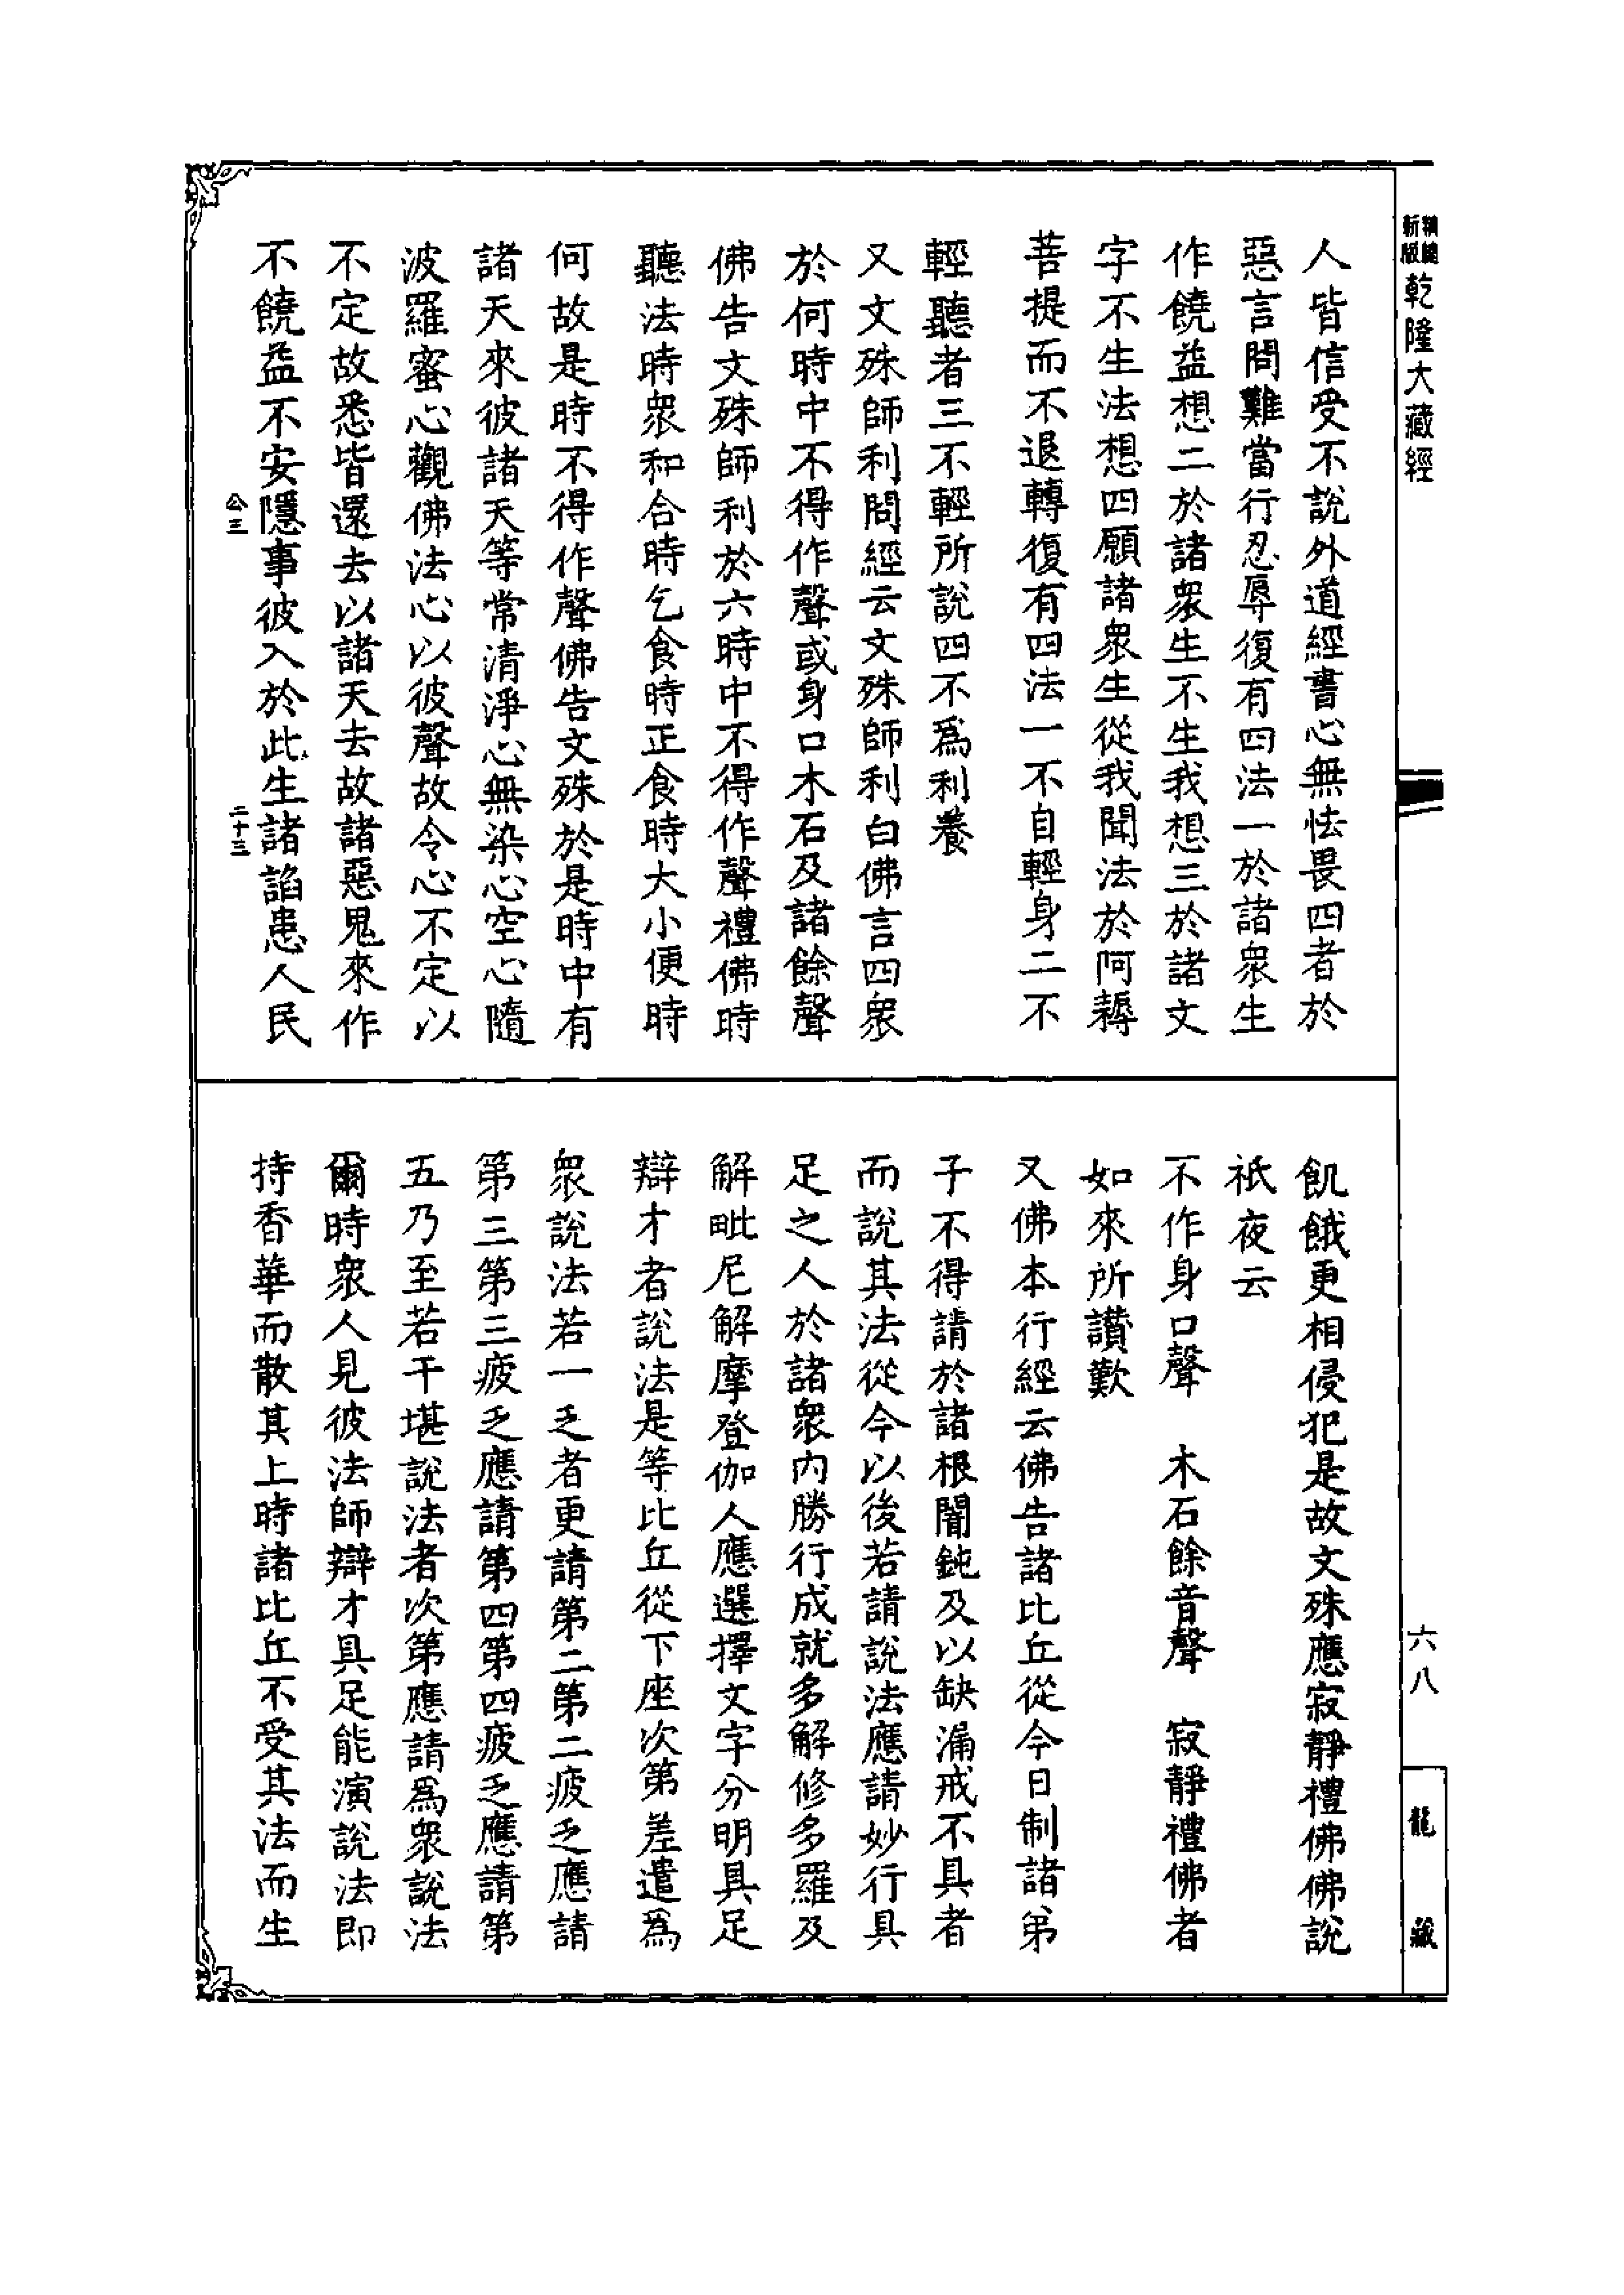 精縮新版乾隆大藏經
六八
龍藏
人皆信受不說外道經書心無怯畏四者於
惡言問難當行忍辱復有四法一於諸衆生
作饒益想二於諸衆生不生我想三於諸文
字不生法想四願諸衆生從我聞法於阿耨
菩提而不退轉復有四法一不自輕身二不
輕聽者三不輕所說四不爲利養
又文殊師利問經云文殊師利白佛言四衆
於何時中不得作聲或身口木石及諸餘聲
佛告文殊師利於六時中不得作聲禮佛時
聽法時衆和合時乞食時正食時大小便時
何故是時不得作聲佛告文殊於是時中有
諸天來彼諸天等常清淨心無染心空心隨
波羅蜜心觀佛法心以彼聲故令心不定以
不定故悉皆還去以諸天去故諸惡鬼來作
不饒益不安隱事彼入於此生諸諂患人民
公三
二十三
飢餓更相侵犯是故文殊應寂靜禮佛佛說
祇夜云
不作身口聲　木石餘音聲　寂靜禮佛者
如來所讚歎
又佛本行經云佛告諸比丘從今日制諸弟
子不得請於諸根闇鈍及以缺漏戒不具者
而說其法從今以後若請說法應請妙行具
足之人於諸衆內勝行成就多解修多羅及
解毗尼解摩登伽人應選擇文字分明具足
辯才者說法是等比丘從下座次第差遣爲
衆說法若一乏者更請第二第二疲乏應請
第三第三疲乏應請第四第四疲乏應請第
五乃至若干堪說法者次第應請爲衆說法
爾時衆人見彼法師辯才具足能演說法即
持香華而散其上時諸比丘不受其法而生